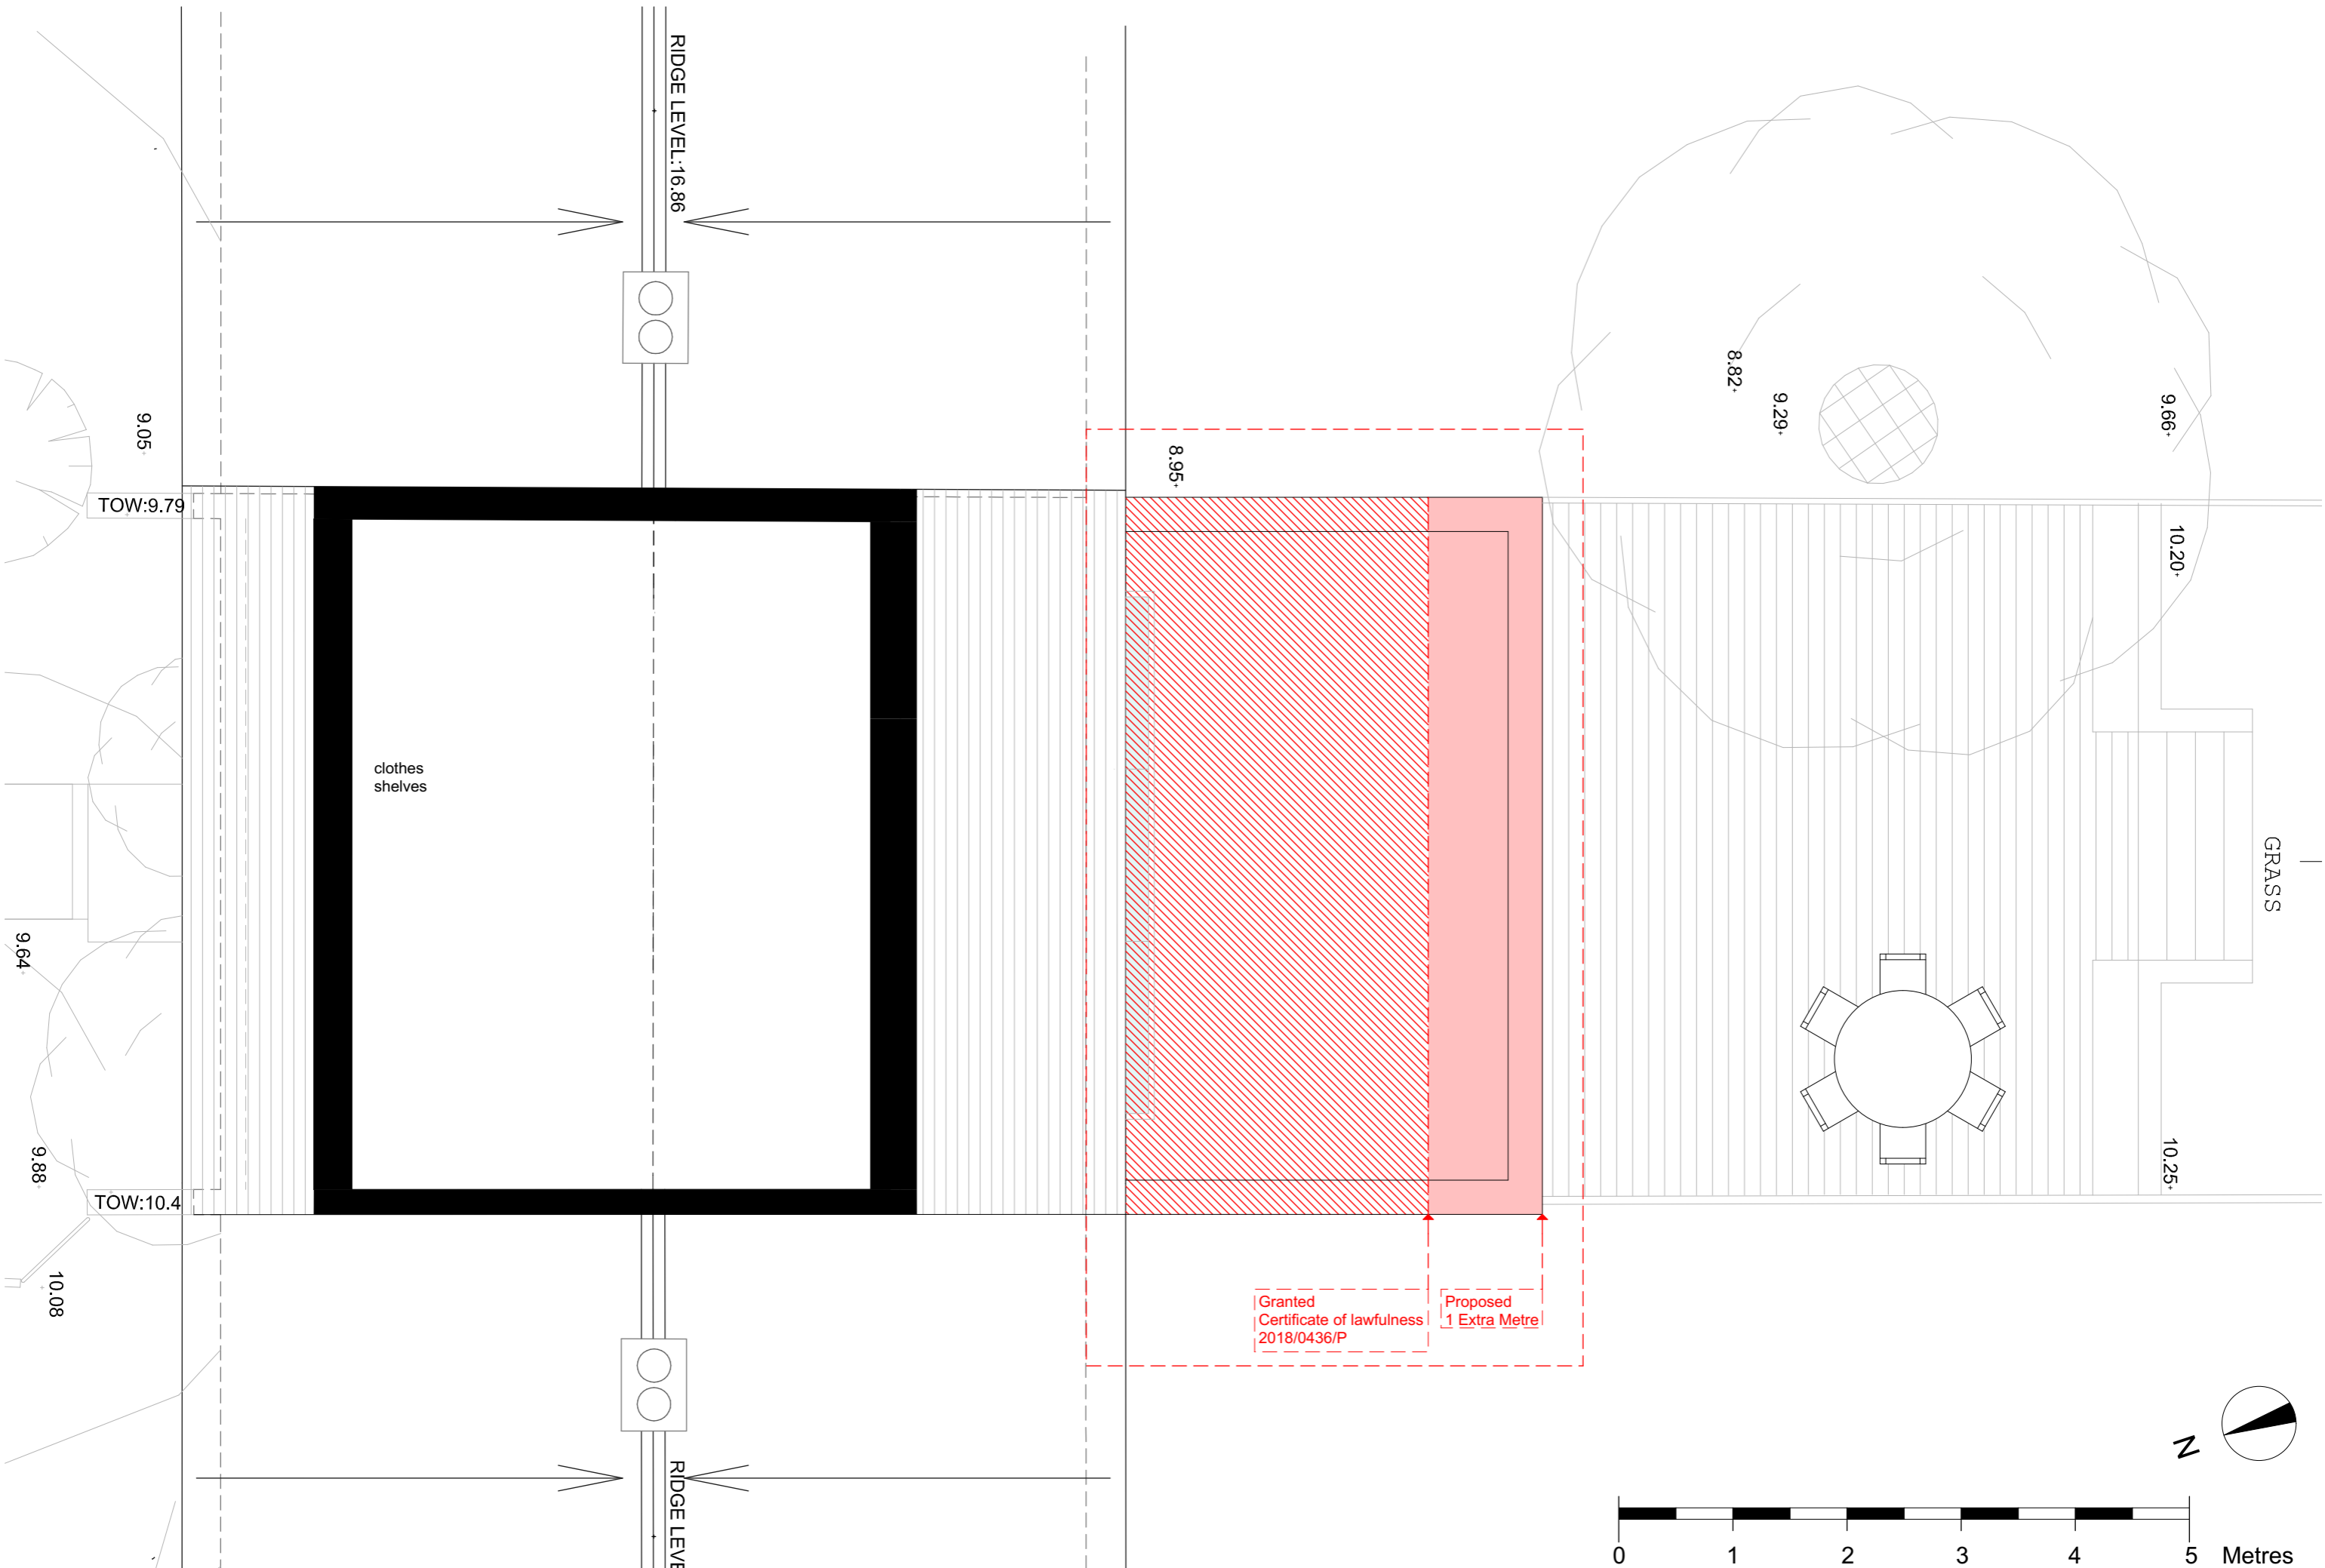 RIDGE LEVEL:16.86
8.82
9.29
9.66
9.05
8.95
TOW:9.79
10.20
clothes
shelves
GRASS
9.64
9.88
10.25
TOW:10.4
10.08
Granted
Certificate of lawfulness
2018/0436/P
Proposed
1 Extra Metre
N
RIDGE LEVE
0 1 2 3 4 5 Metres